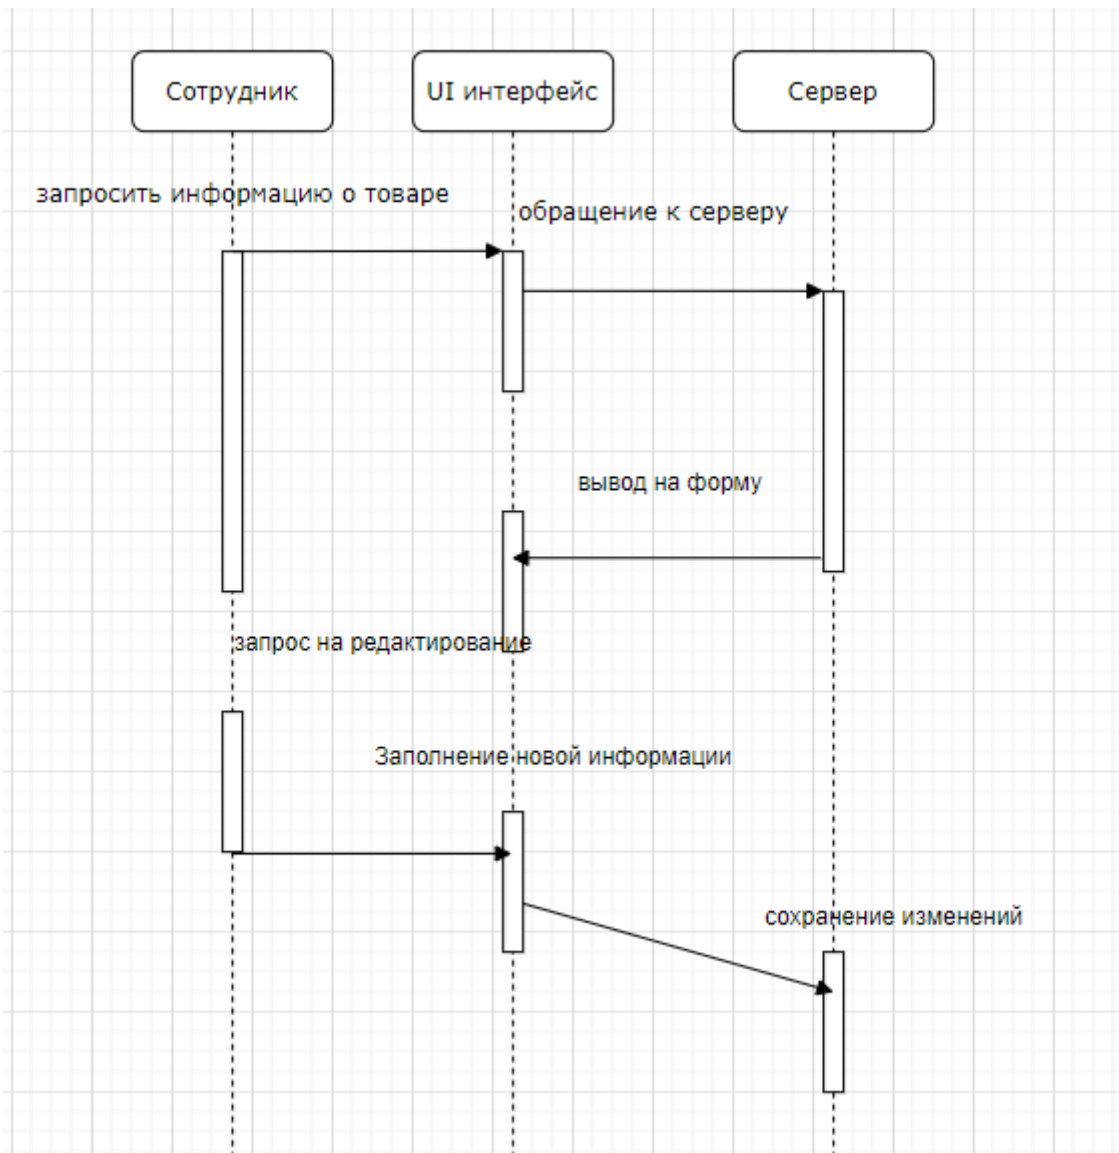 Сотрудник
UI интерфейс
Сервер
запросить информацию о товаре
обращение к серверу
вывод на форму
запрос на редактирование
Заполнение новой информации
сохранение изменений